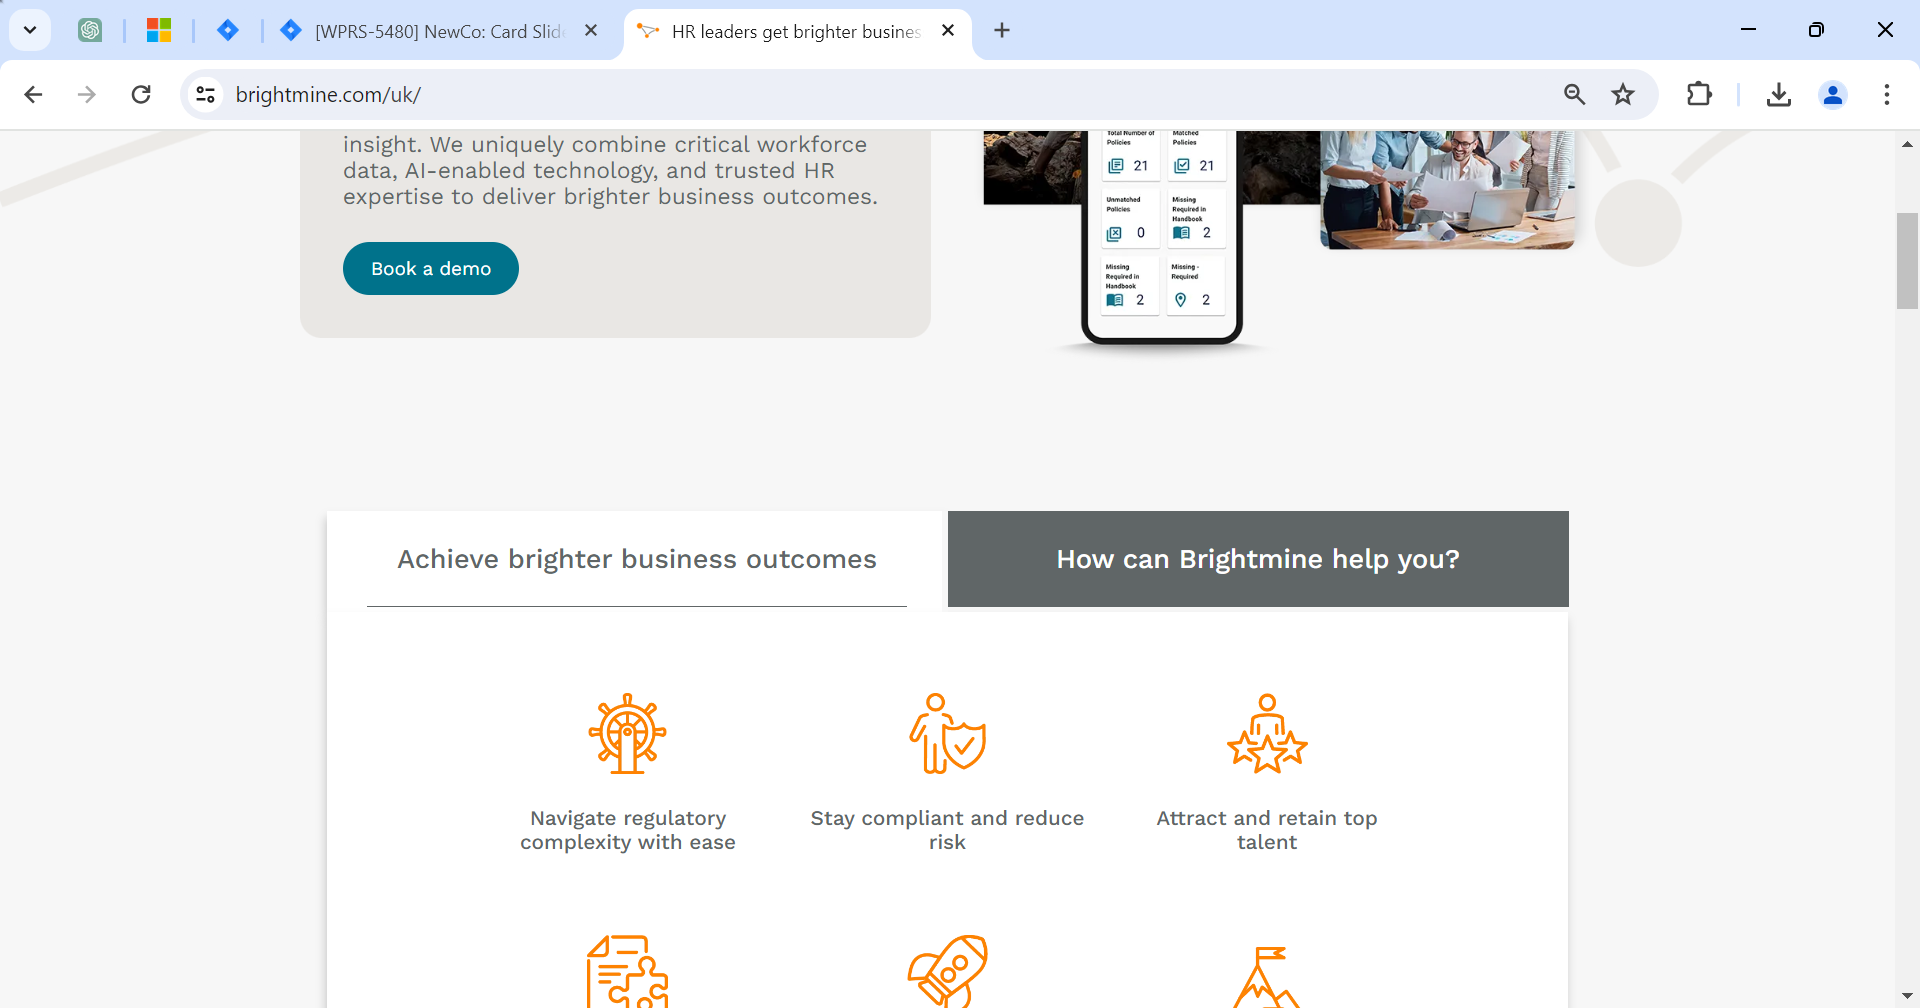 [WPRS-5480] NewCo: Card Slide
HR leaders get brighter busines
brightmine.com/uk/
insight. We uniquely combine critical workforce
data, AI-enabled technology, and trusted HR
expertise to deliver brighter business outcomes.
Book a demo
Total Number of
Policies
21
Matched
Policies
21
Unmatched
Policies
0
Missing
Required in
Handbook
2
Missing
Required in
Handbook
2
Missing -
Required
2
Achieve brighter business outcomes
How can Brightmine help you?
Navigate regulatory
complexity with ease
Stay compliant and reduce
risk
Attract and retain top
talent